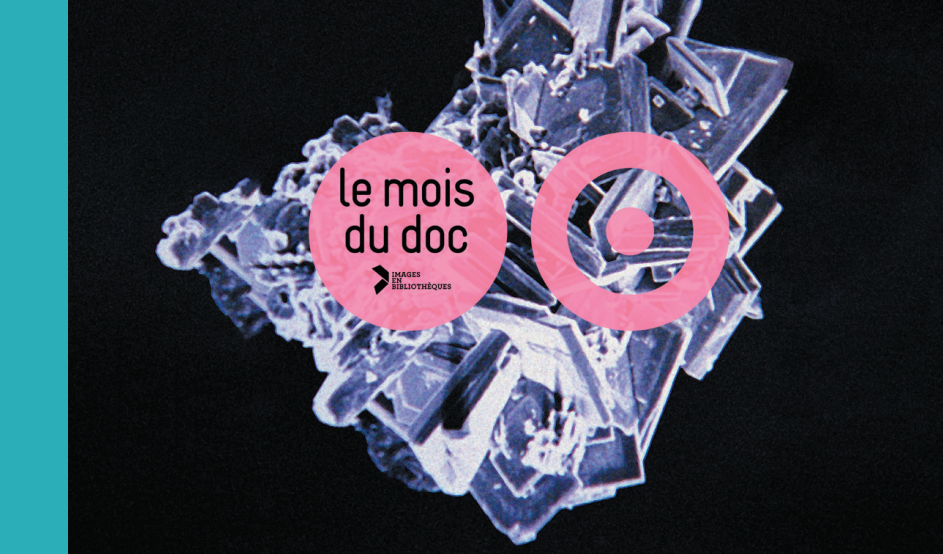 le mois
du doc
IMAGES
EN
BIBLIOTHÈQUES